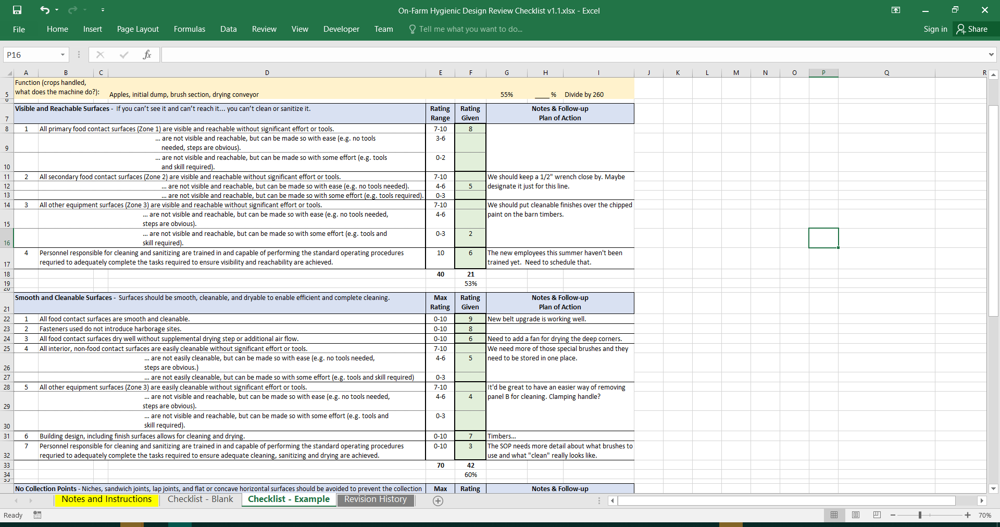 On-Farm Hygienic Design Review Checklist v1.1.xlsx - Excel
File Home Insert Page Layout Formulas Data Review View Developer Team Tell me what you want to do... Sign in Share
P16 fx
A B C D E F G H I J K L M N O P Q R
Function (crops handled,
5 what does the machine do?): Apples, initial dump, brush section, drying conveyor 55% ____ % Divide by 260
6
Visible and Reachable Surfaces - If you can't see it and can't reach it... you can't clean or sanitize it. Rating Rating Notes & Follow-up
7 Range Given Plan of Action
8 1 All primary food contact surfaces (Zone 1) are visible and reachable without significant effort or tools. 7-10 8
... are not visible and reachable, but can be made so with ease (e.g. no tools 3-6
9 needed, steps are obvious).
... are not visible and reachable, but can be made so with some effort (e.g. tools 0-2
10 and skill required).
11 2 All secondary food contact surfaces (Zone 2) are visible and reachable without significant effort or tools. 7-10 We should keep a 1/2" wrench close by. Maybe
12 ... are not visible and reachable, but can be made so with ease (e.g. no tools needed). 4-6 5 designate it just for this line.
13 ... are not visible and reachable, but can be made so with some effort (e.g. tools required). 0-3
14 3 All other equipment surfaces (Zone 3) are visible and reachable without significant effort or tools. 7-10 We should put cleanable finishes over the chipped
... are not visible and reachable, but can be made so with ease (e.g. no tools needed, 4-6 paint on the barn timbers.
15 steps are obvious).
... are not visible and reachable, but can be made so with some effort (e.g. tools and 0-3 2
16 skill required).
4 Personnel responsible for cleaning and sanitizing are trained in and capable of performing the standard operating procedures 10 6 The new employees this summer haven't been
17 requried to adequately complete the tasks required to ensure visibility and reachability are achieved. trained yet. Need to schedule that.
18 40 21
19 53%
20
Smooth and Cleanable Surfaces - Surfaces should be smooth, cleanable, and dryable to enable efficient and complete cleaning. Max Rating Notes & Follow-up
21 Rating Given Plan of Action
22 1 All food contact surfaces are smooth and cleanable. 0-10 9 New belt upgrade is working well.
23 2 Fasteners used do not introduce harborage sites. 0-10 8
24 3 All food contact surfaces dry well without supplemental drying step or additional air flow. 0-10 6 Need to add a fan for drying the deep corners.
25 4 All interior, non-food contact surfaces are easily cleanable without significant effort or tools. 7-10 We need more of those special brushes and they
... are not easily cleanable, but can be made so with ease (e.g. no tools needed, 4-6 5 need to be stored in one place.
26 steps are obvious.)
27 ... are not easily cleanable, but can be made so with some effort (e.g. tools and skill required) 0-3
28 5 All other equipment surfaces (Zone 3) are easily cleanable without significant effort or tools. 7-10 It'd be great to have an easier way of removing
... are not visible and reachable, but can be made so with ease (e.g. no tools needed, 4-6 4 panel B for cleaning. Clamping handle?
29 steps are obvious).
... are not visible and reachable, but can be made so with some effort (e.g. tools and 0-3
30 skill required).
31 6 Building design, including finish surfaces allows for cleaning and drying. 0-10 7 Timbers...
7 Personnel responsible for cleaning and sanitizing are trained in and capable of performing the standard operating procedures 0-10 3 The SOP needs more detail about what brushes to
32 requried to adequately complete the tasks required to ensure adequate cleaning, sanitizing and drying are achieved. use and what "clean" really looks like.
33 70 42
34 60%
35
No Collection Points - Niches, sandwich joints, lap joints, and flat or concave horizontal surfaces should be avoided to prevent the collection Max Rating Notes & Follow-up
Notes and Instructions Checklist - Blank Checklist - Example Revision History
Ready 70%